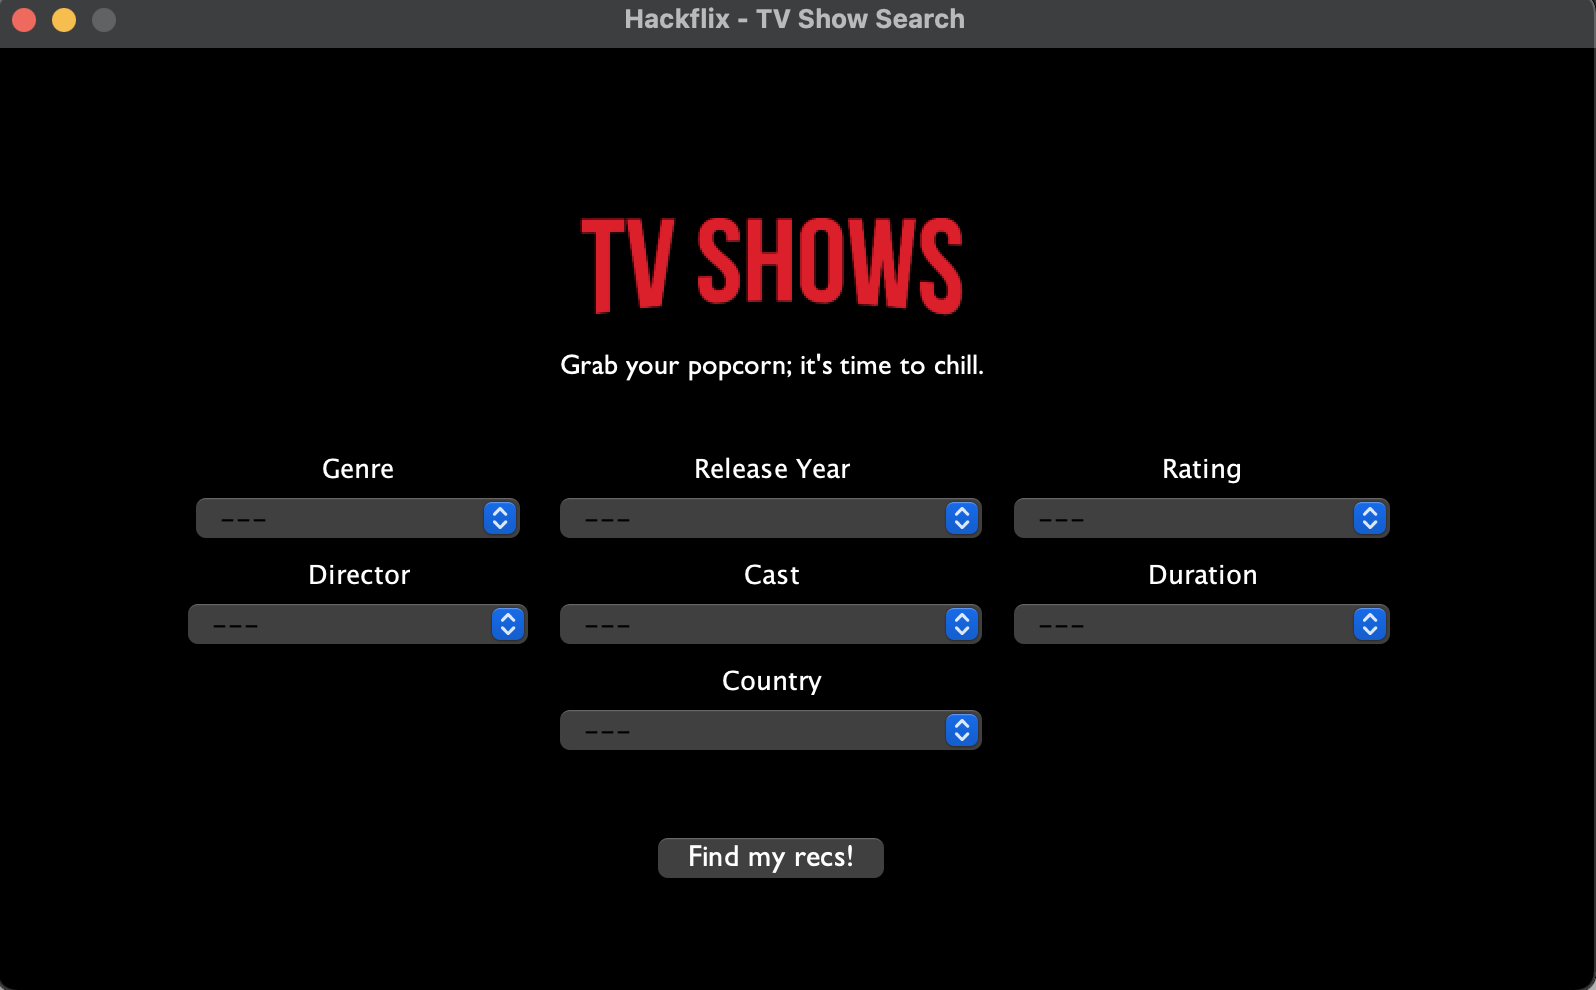 Hackflix - TV Show Search
TV SHOWS
Grab your popcorn; it's time to chill.
Genre Release Year Rating
--- --- ---
Director Cast Duration
--- --- ---
Country
---
Find my recs!